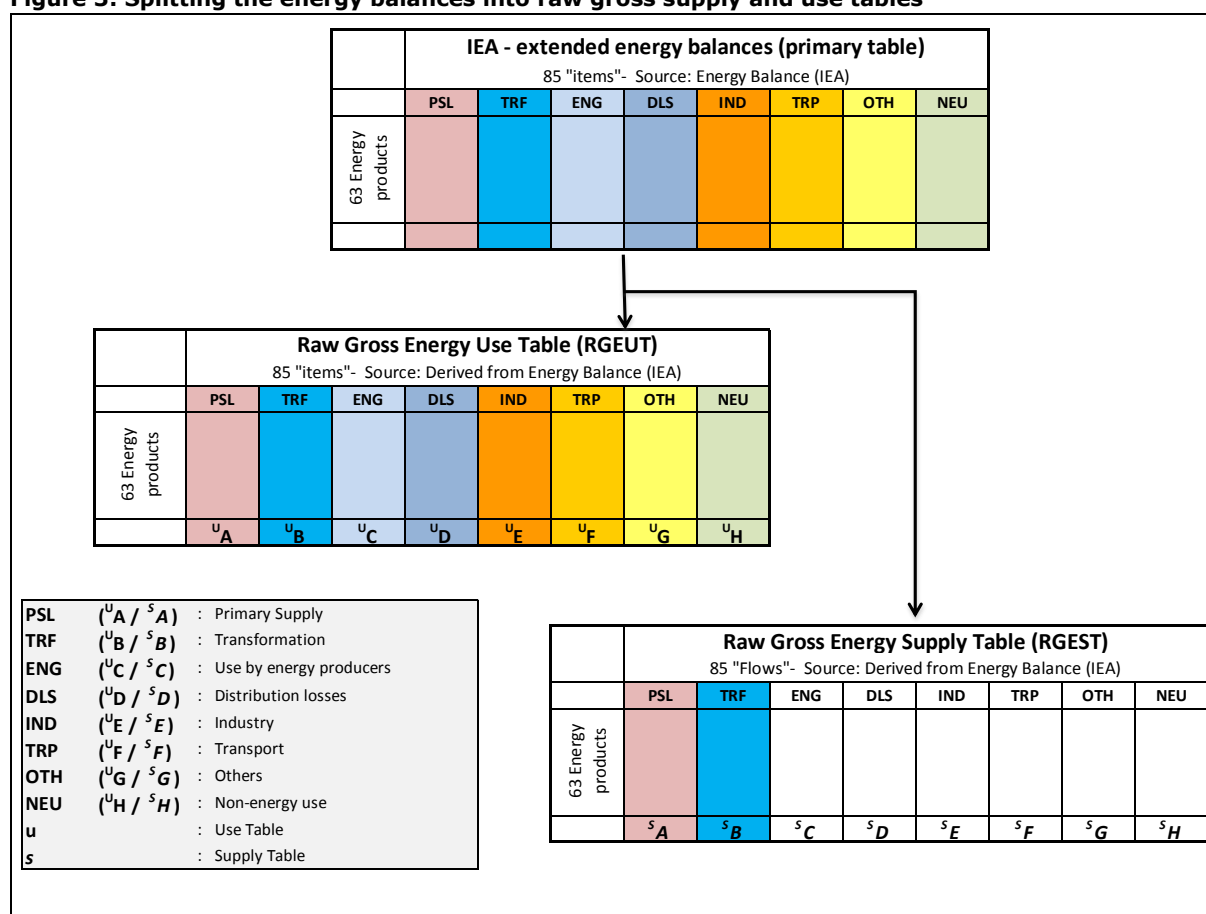 Figure 3: Splitting the energy balances into raw gross supply and use tables
IEA - extended energy balances (primary table)
85 "items"- Source: Energy Balance (IEA)
PSL TRF ENG DLS IND TRP OTH NEU
63 Energy
products
Raw Gross Energy Use Table (RGEUT)
85 "items"- Source: Derived from Energy Balance (IEA)
PSL TRF ENG DLS IND TRP OTH NEU
63 Energy
products
ᵁA ᵁB ᵁC ᵁD ᵁE ᵁF ᵁG ᵁH
PSL (ᵁA / ˢA) : Primary Supply
TRF (ᵁB / ˢB) : Transformation
ENG (ᵁC / ˢC) : Use by energy producers
DLS (ᵁD / ˢD) : Distribution losses
IND (ᵁE / ˢE) : Industry
TRP (ᵁF / ˢF) : Transport
OTH (ᵁG / ˢG) : Others
NEU (ᵁH / ˢH) : Non-energy use
u : Use Table
s : Supply Table
Raw Gross Energy Supply Table (RGEST)
85 "Flows"- Source: Derived from Energy Balance (IEA)
PSL TRF ENG DLS IND TRP OTH NEU
63 Energy
products
ˢA ˢB ˢC ˢD ˢE ˢF ˢG ˢH